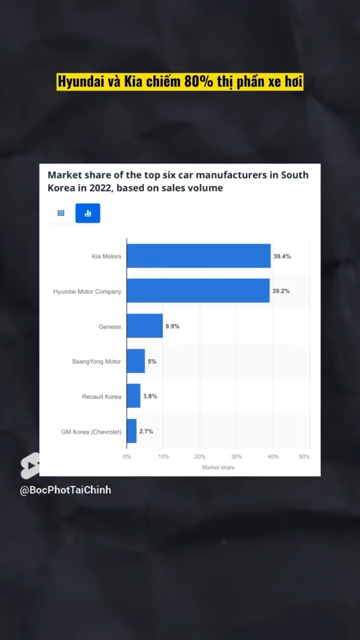 Hyundai và Kia chiếm 80% thị phần xe hơi
Market share of the top six car manufacturers in South
Korea in 2022, based on sales volume
Kia Motors 39.4%
Hyundai Motor Company 39.2%
Genesis 9.9%
SsangYong Motor 5%
Renault Korea 3.8%
GM Korea (Chevrolet) 2.7%
0% 10% 20% 30% 40% 50%
Market share
@BocPhotTaiChinh